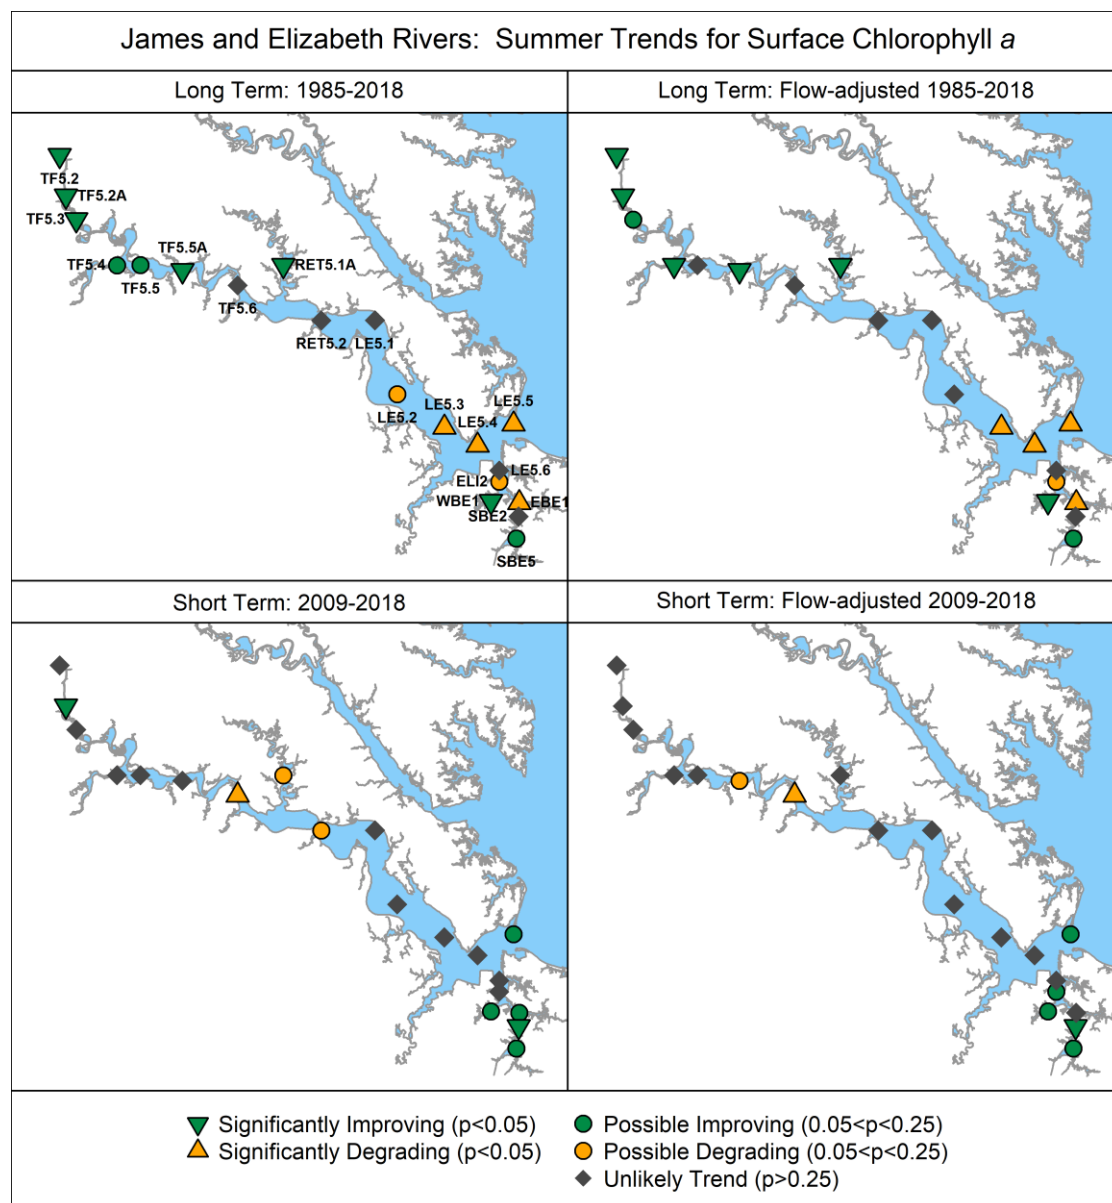 James and Elizabeth Rivers: Summer Trends for Surface Chlorophyll a
Long Term: 1985-2018
Long Term: Flow-adjusted 1985-2018
TF5.2
TF5.2A
TF5.3
TF5.5A
TF5.4
RET5.1A
TF5.5
TF5.6
RET5.2
LE5.1
LE5.2
LE5.3
LE5.5
LE5.4
LE5.6
ELI2
WBE1
EBE1
SBE2
SBE5
Short Term: 2009-2018
Short Term: Flow-adjusted 2009-2018
Significantly Improving (p<0.05)
Significantly Degrading (p<0.05)
Possible Improving (0.05<p<0.25)
Possible Degrading (0.05<p<0.25)
Unlikely Trend (p>0.25)